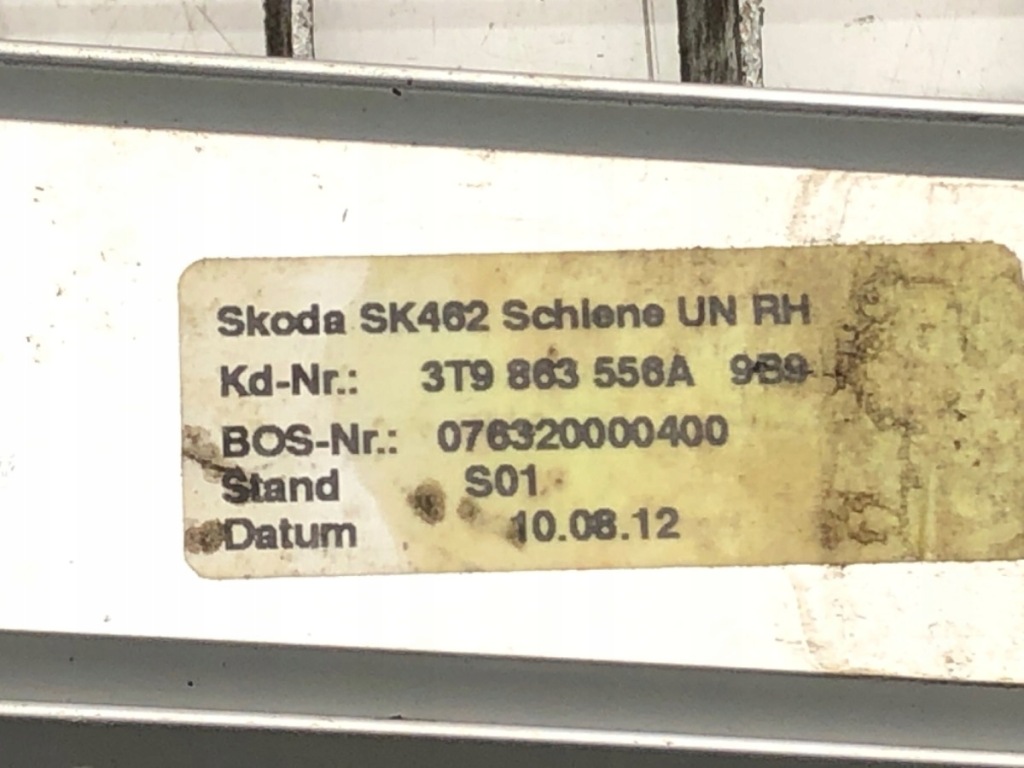 Skoda SK462 Schiene UN RH
Kd-Nr.: 3T9 863 556A 9B9
BOS-Nr.: 076320000400
Stand S01
Datum 10.08.12